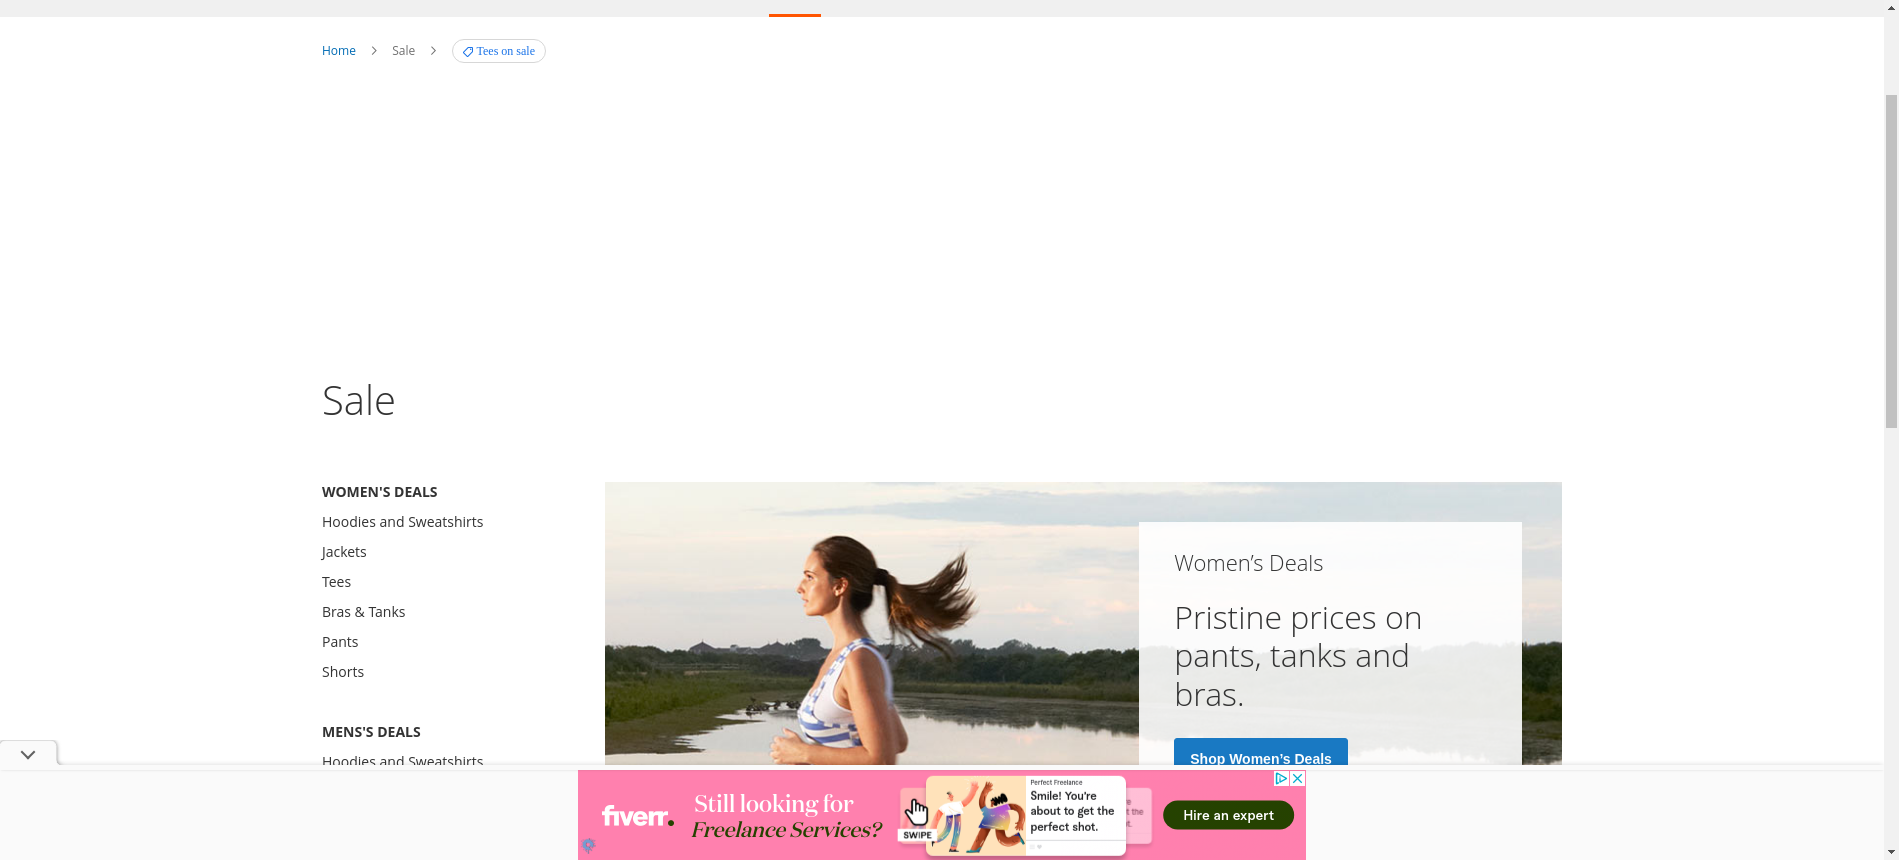 Home Sale Tees on sale
Sale
WOMEN'S DEALS
Hoodies and Sweatshirts
Jackets
Tees
Bras & Tanks
Pants
Shorts
MENS'S DEALS
Hoodies and Sweatshirts
Women’s Deals
Pristine prices on
pants, tanks and
bras.
Shop Women’s Deals
fiverr.
Still looking for
Freelance Services?
SWIPE
Perfect Freelance
Smile! You're
about to get the
perfect shot.
Hire an expert